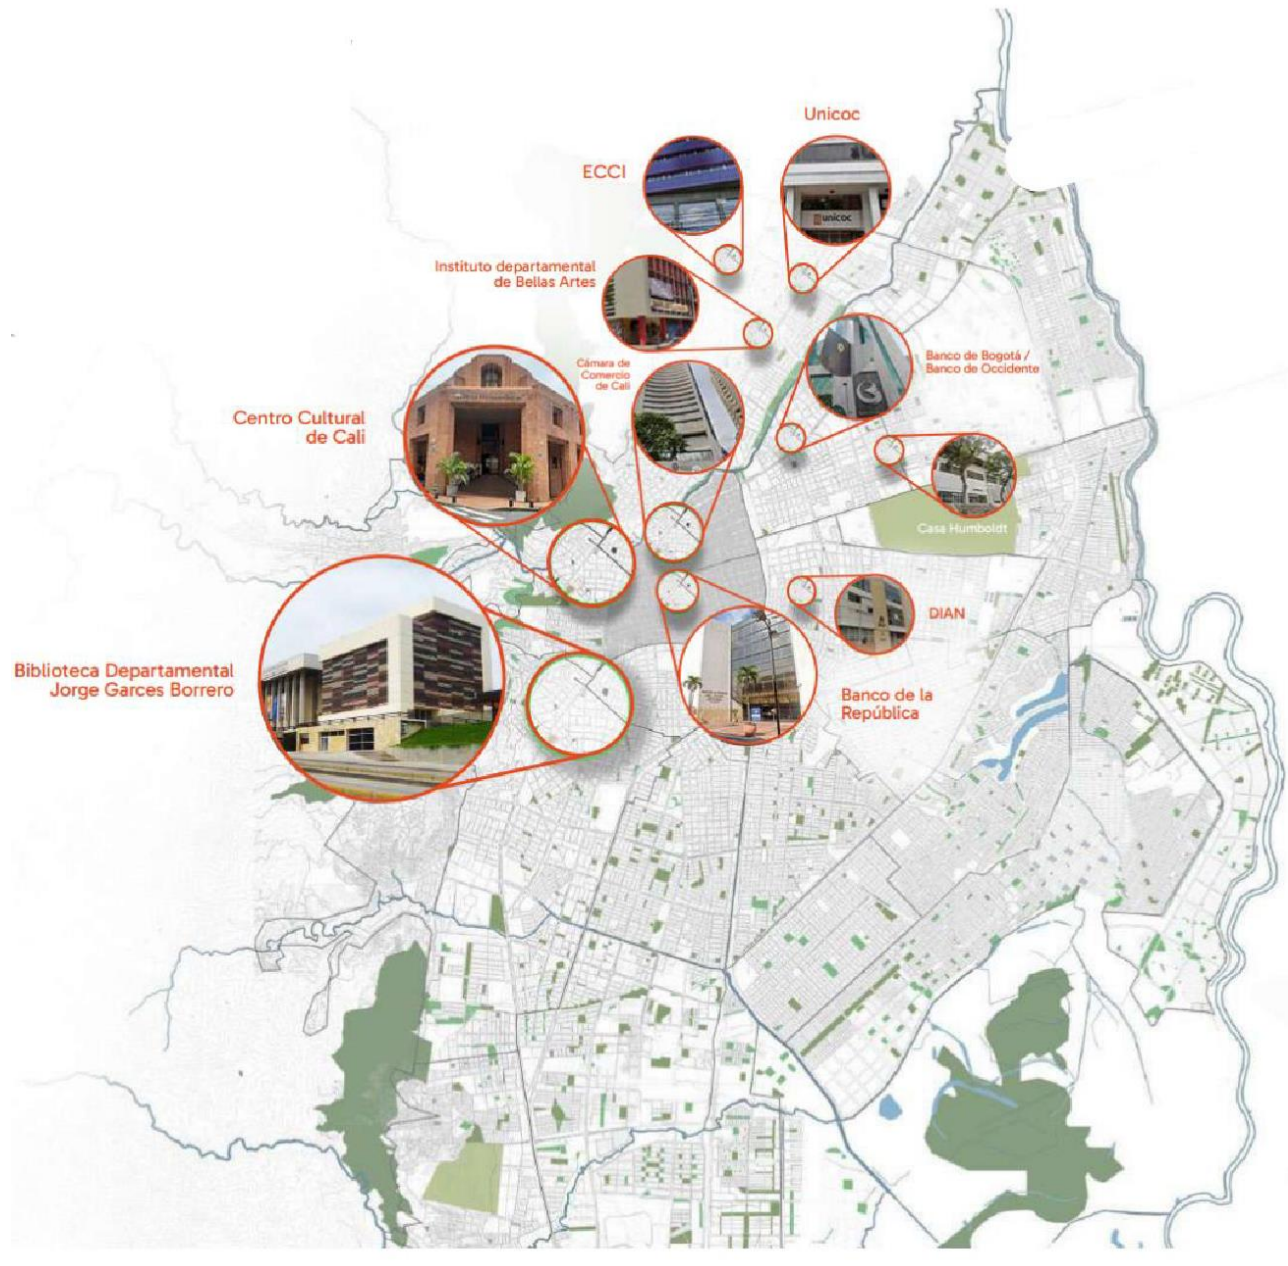 Unicoc
ECCI
unicoc
Instituto departamental
de Bellas Artes
Cámara de
Comercio
de Cali
Banco de Bogotá /
Banco de Occidente
Centro Cultural
de Cali
Casa Humboldt
DIAN
Biblioteca Departamental
Jorge Garces Borrero
Banco de la
República